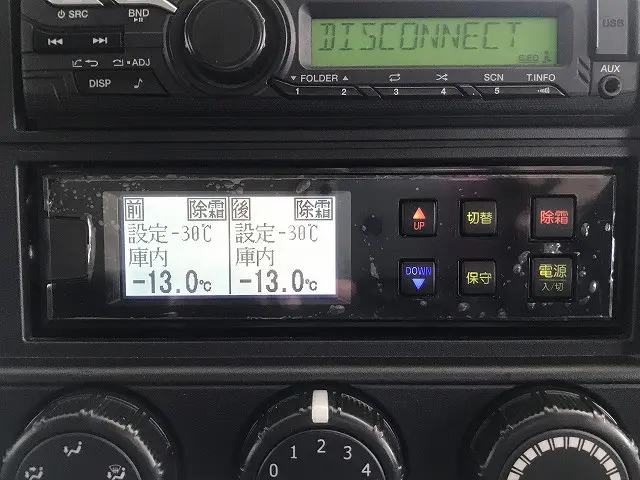 SRC
BND
DISCONNECT
USB
ADJ
DISP
FOLDER
SCN
T.INFO
AUX
1 2 3 4 5 6
前 除霜 後 除霜
設定-30℃ 設定-30℃
庫内 庫内
-13.0℃ -13.0℃
UP 切替 除霜
DOWN 保守 電源
入/切
0 1 2 3 4